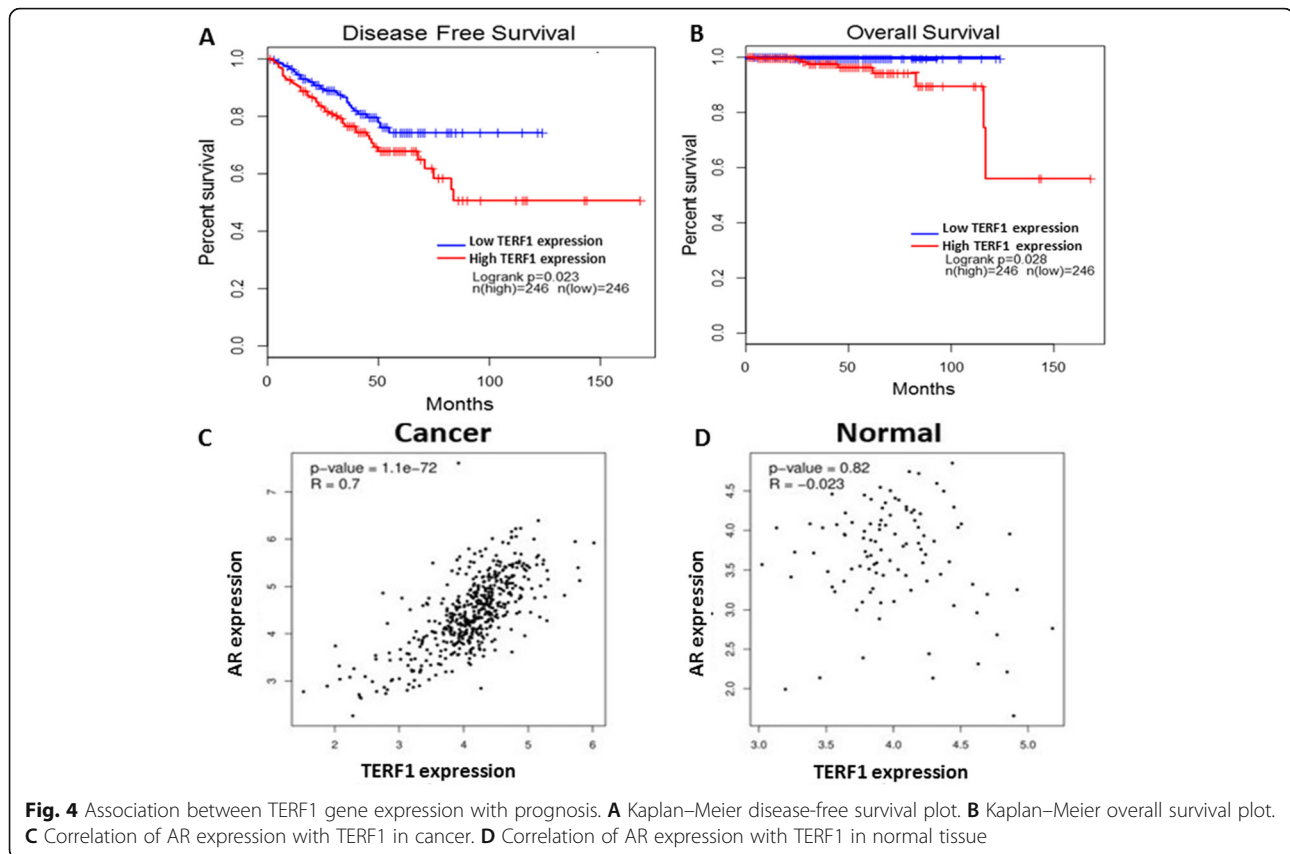 A
Disease Free Survival
Percent survival
1.0
0.8
0.6
0.4
0.2
0.0
Low TERF1 expression
High TERF1 expression
Logrank p=0.023
n(high)=246 n(low)=246
0 50 100 150
Months
B
Overall Survival
Percent survival
1.0
0.8
0.6
0.4
0.2
0.0
Low TERF1 expression
High TERF1 expression
Logrank p=0.028
n(high)=246 n(low)=246
0 50 100 150
Months
C
Cancer
p-value = 1.1e-72
R = 0.7
AR expression
7
6
5
4
3
2 3 4 5 6
TERF1 expression
D
Normal
p-value = 0.82
R = −0.023
AR expression
4.5
4.0
3.5
3.0
2.5
2.0
3.0 3.5 4.0 4.5 5.0
TERF1 expression
Fig. 4 Association between TERF1 gene expression with prognosis. A Kaplan–Meier disease-free survival plot. B Kaplan–Meier overall survival plot.
C Correlation of AR expression with TERF1 in cancer. D Correlation of AR expression with TERF1 in normal tissue